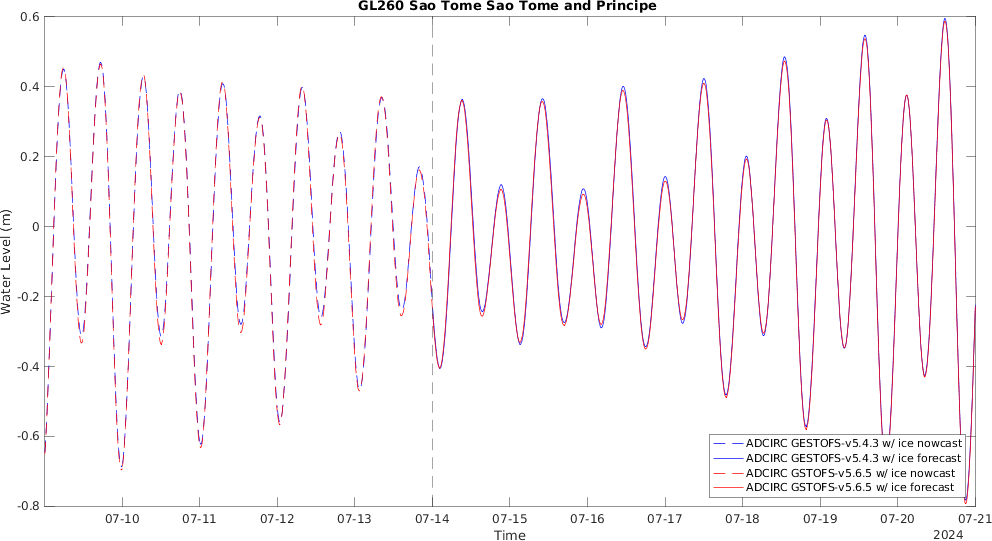 GL260 Sao Tome Sao Tome and Principe
Water Level (m)
0.6
0.4
0.2
0
-0.2
-0.4
-0.6
-0.8
ADCIRC GESTOFS-v5.4.3 w/ ice nowcast
ADCIRC GESTOFS-v5.4.3 w/ ice forecast
ADCIRC GSTOFS-v5.6.5 w/ ice nowcast
ADCIRC GSTOFS-v5.6.5 w/ ice forecast
07-10 07-11 07-12 07-13 07-14 07-15 07-16 07-17 07-18 07-19 07-20 07-21
Time
2024